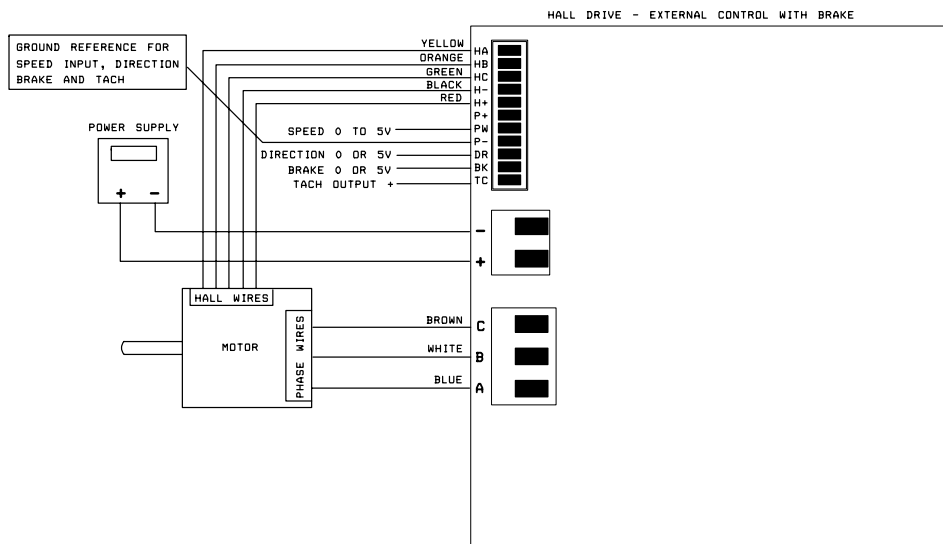 HALL DRIVE - EXTERNAL CONTROL WITH BRAKE
GROUND REFERENCE FOR
SPEED INPUT, DIRECTION
BRAKE AND TACH
YELLOW HA
ORANGE HB
GREEN HC
BLACK H-
RED H+
P+
SPEED 0 TO 5V PW
P-
DIRECTION 0 OR 5V DR
BRAKE 0 OR 5V BK
TACH OUTPUT + TC
POWER SUPPLY
+ -
-
+
HALL WIRES
MOTOR
PHASE WIRES
BROWN C
WHITE B
BLUE A